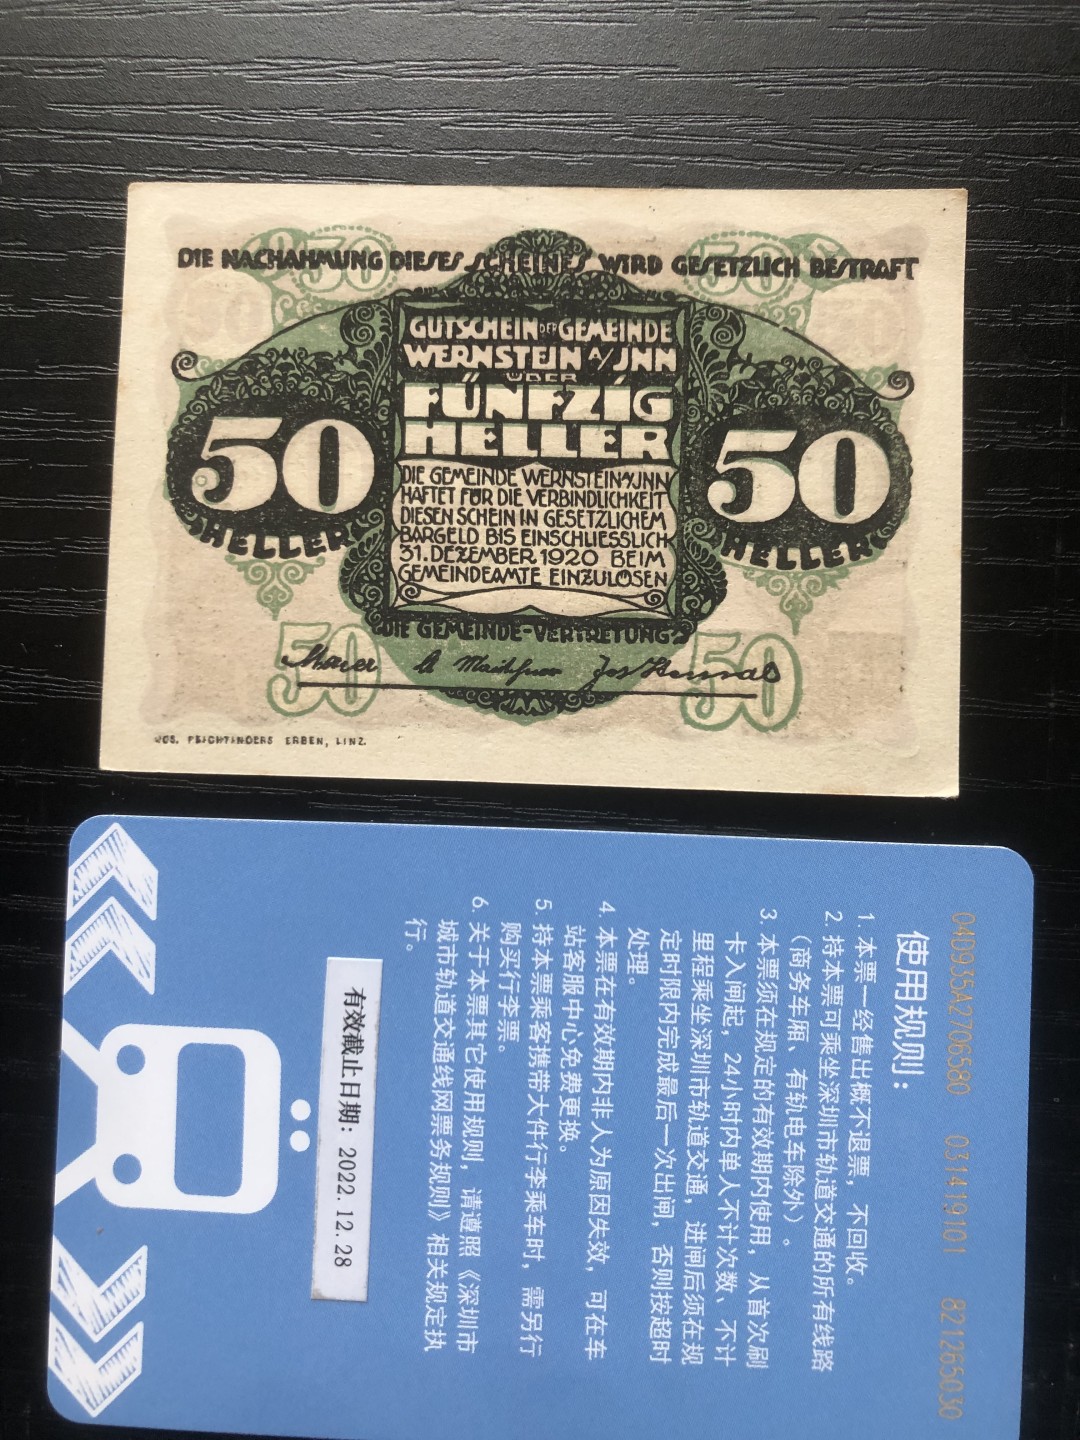 DIE NACHAHMUNG DIESES SCHEINES WIRD GESETZLICH BESTRAFT
50 50
GUTSCHEIN DER GEMEINDE
WERNSTEIN A/JNN
ÜBER
FÜNFZIG
HELLER
50 HELLER
50 HELLER
DIE GEMEINDE WERNSTEIN A/JNN
HAFTET FÜR DIE VERBINDLICHKEIT
DIESEN SCHEIN IN GESETZLICHEM
BARGELD BIS EINSCHLIESSLICH
31. DEZEMBER 1920 BEIM
GEMEINDEAMTE EINZULÖSEN
DIE GEMEINDE-VERTRETUNG
50 50
JOS. FEICHTINGERS ERBEN, LINZ.
04D935A2706580 031419101 821265030
使用规则：
1. 本票一经售出概不退票，不回收。
2. 持本票可乘坐深圳市轨道交通的所有线路
（商务车厢、有轨电车除外）。
3. 本票须在规定的有效期内使用，从首次刷
卡入闸起，24小时内单人不计次数、不计
里程乘坐深圳市轨道交通，进闸后须在规
定时限内完成最后一次出闸，否则按超时
处理。
4. 本票在有效期内非人为原因失效，可在车
站客服中心免费更换。
5. 持本票乘客携带大件行李乘车时，需另行
购买行李票。
6. 关于本票其它使用规则，请遵照《深圳市
城市轨道交通线网票务规则》相关规定执
行。
有效截止日期：2022.12.28